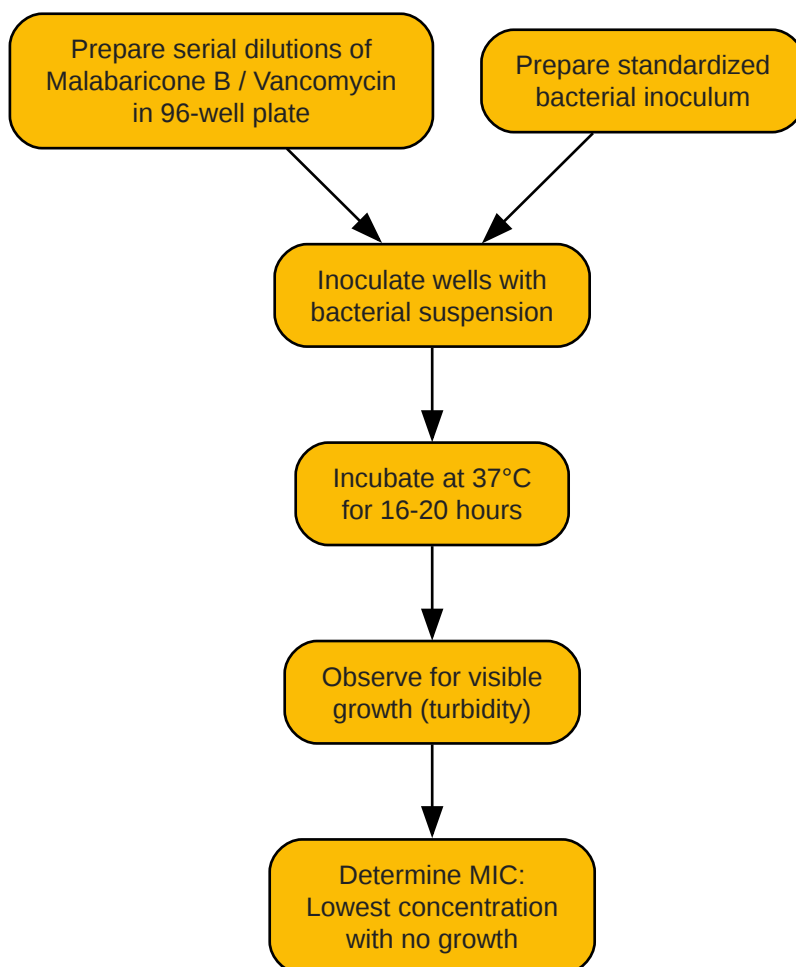 Prepare serial dilutions of
Malabaricone B / Vancomycin
in 96-well plate
Prepare standardized
bacterial inoculum
Inoculate wells with
bacterial suspension
Incubate at 37°C
for 16-20 hours
Observe for visible
growth (turbidity)
Determine MIC:
Lowest concentration
with no growth